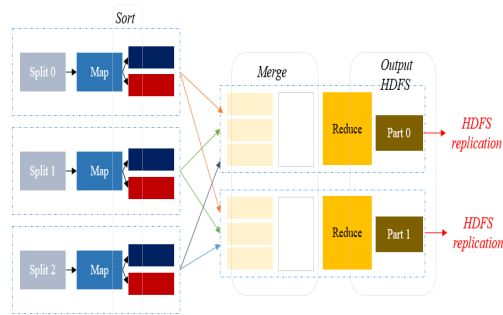 Sort
Split 0
Map
Split 1
Map
Split 2
Map
Merge
Output
HDFS
Reduce
Part 0
HDFS
replication
Reduce
Part 1
HDFS
replication